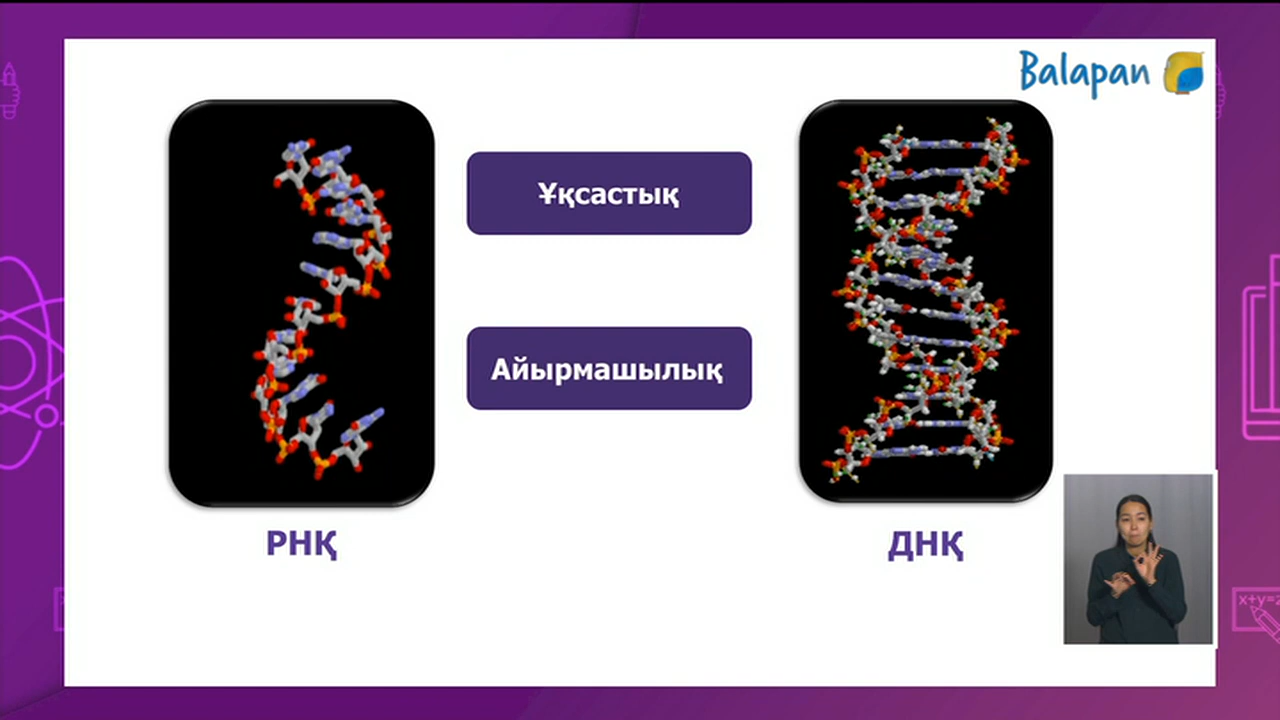 Balapan
Ұқсастық
Айырмашылық
РНҚ
ДНҚ
x+y=